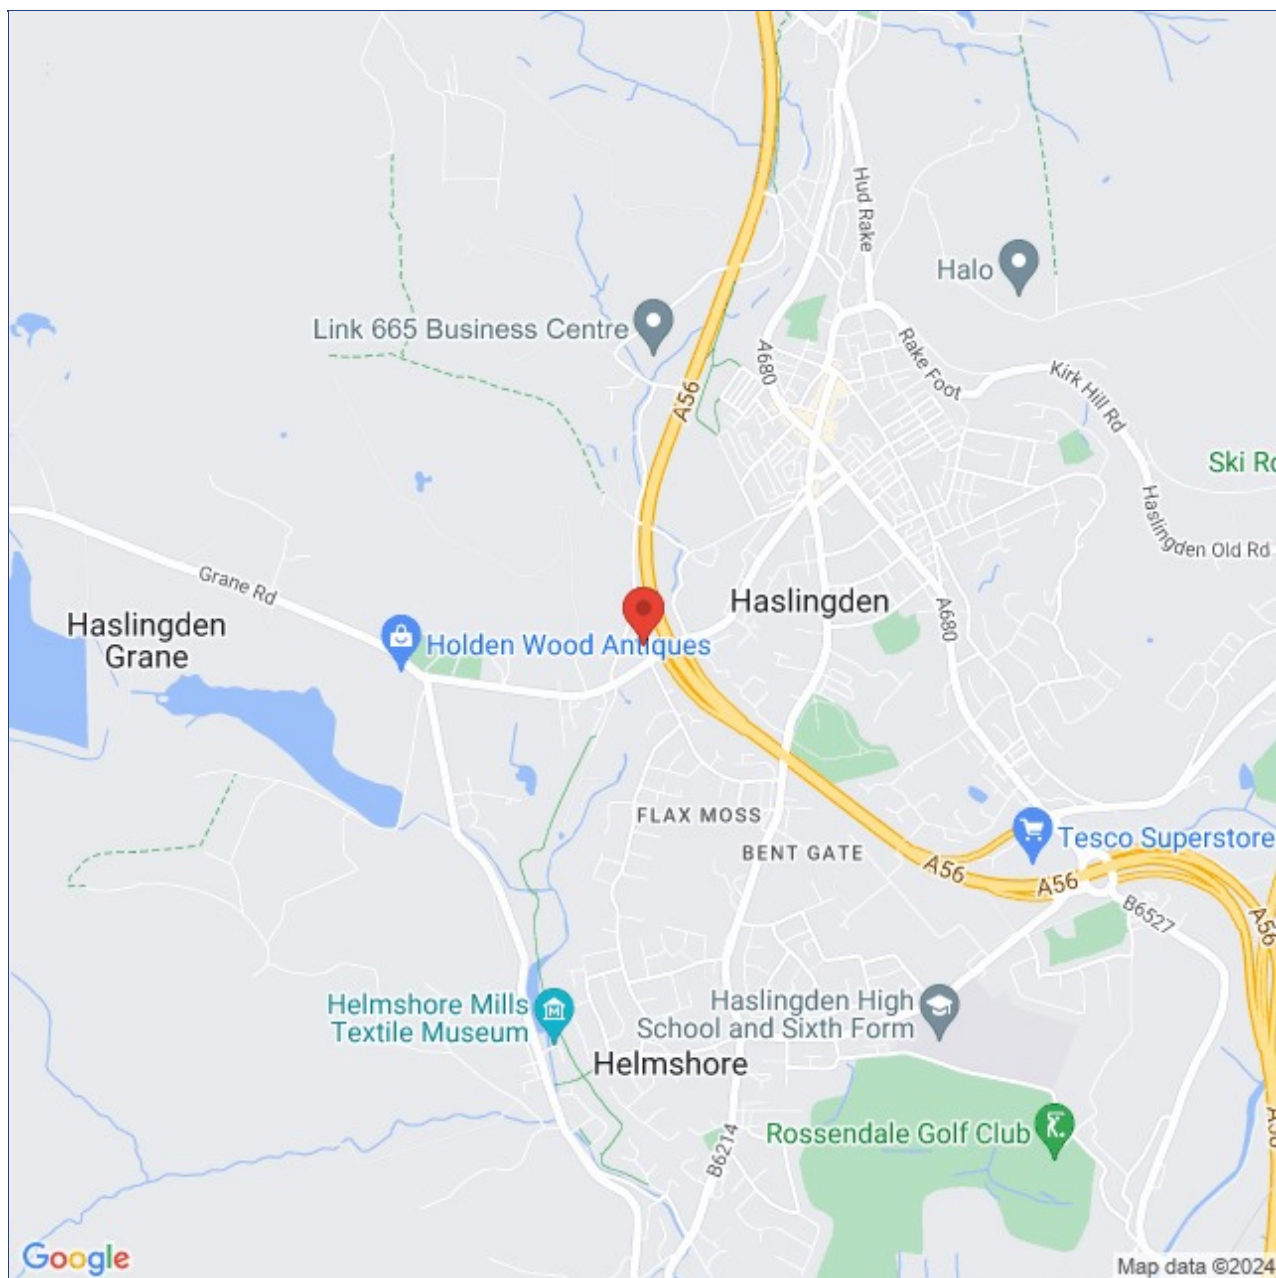 Hud Rake
Halo
Link 665 Business Centre
A680
Rake Foot
Kirk Hill Rd
A56
Ski Ro
Haslingden Old Rd
Grane Rd
Haslingden
Haslingden
Grane
Holden Wood Antiques
A680
FLAX MOSS
BENT GATE
Tesco Superstore
A56
A56
B6527
A56
Helmshore Mills
Textile Museum
Haslingden High
School and Sixth Form
Helmshore
Rossendale Golf Club
B6214
A56
Google
Map data ©2024